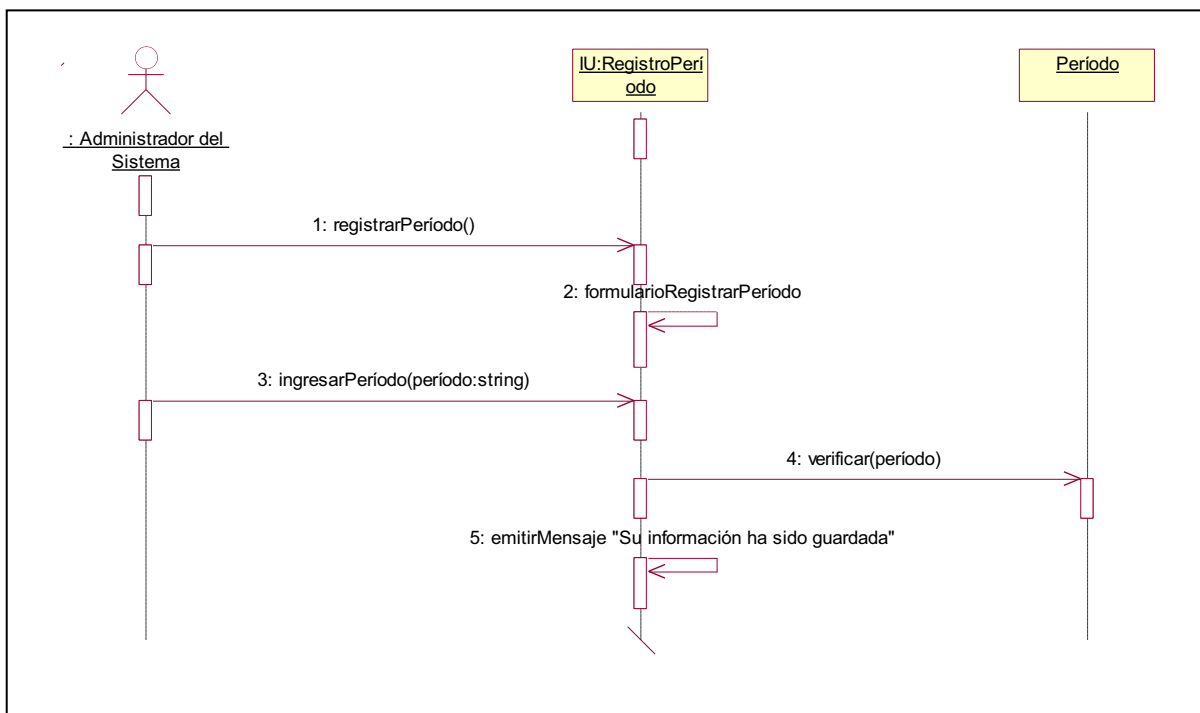 : Administrador del
Sistema
IU:RegistroPerí
odo
Período
1: registrarPeríodo()
2: formularioRegistrarPeríodo
3: ingresarPeríodo(período:string)
4: verificar(período)
5: emitirMensaje "Su información ha sido guardada"